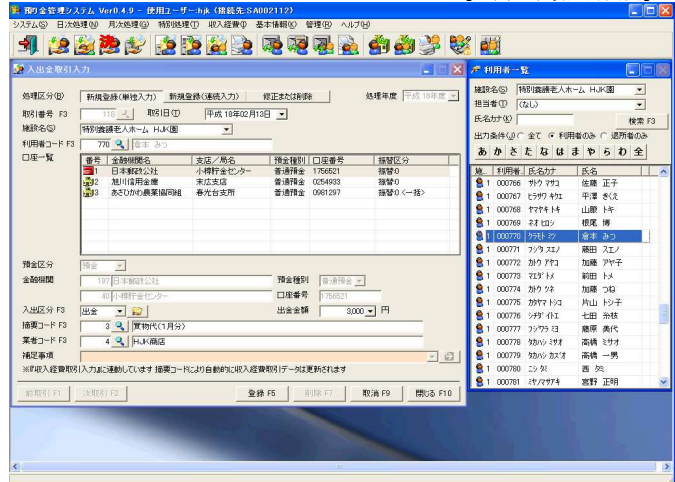 預り金管理システム Ver0.4.9 - 使用ユーザー:hjk (接続先:SA002112)
システム(S) 日次処理(N) 月次処理(G) 特別処理(T) 収入経費(I) 基本情報(C) 管理(R) ヘルプ(H)
入出金取引入力
処理区分(B) 新規登録(単独入力) 新規登録(連続入力) 修正または削除 処理年度 平成 18年度
取引番号 F3 118 取引日(T) 平成 18年02月13日
施設名(S) 特別養護老人ホーム HJK園
利用者コード F3 770 倉本 みつ
口座一覧
番号 金融機関名 支店/局名 預金種別 口座番号 振替区分
1 日本郵政公社 小樽貯金センター 普通預金 1756521 振替0
2 旭川信用金庫 末広支店 普通預金 0254933 振替0
3 あさひかわ農業協同組 春光台支所 普通預金 0981297 振替0 <一括>
預金区分 預金
金融機関 197 日本郵政公社 預金種別 普通預金
40 小樽貯金センター 口座番号 1756521
入出区分 F3 出金 出金金額 3,000 円
摘要コード F3 3 買物代(1月分)
業者コード F3 4 HJK商店
補足事項
※『収入経費取引入力』に連動しています 摘要コードにより自動的に収入経費取引データは更新されます
前取引 F1 次取引 F2 登録 F5 削除 F7 取消 F9 閉じる F10
利用者一覧
施設名(S) 特別養護老人ホーム HJK園
担当者(T) (なし)
氏名カナ(K) 検索 F3
出力条件(J) 全て 利用者のみ 退所者のみ
あ か さ た な は ま や ら わ 全
施.. 利用者 氏名カナ 氏名
1 000766 サトウ マサコ 佐藤 正子
1 000767 ヒラサワ キクエ 平澤 きくえ
1 000768 ヤマヤ トキ 山願 トキ
1 000769 ネオ ヒロシ 根尾 博
1 000770 クラモト ミツ 倉本 みつ
1 000771 フジタ スエノ 藤田 スエノ
1 000772 カトウ アヤコ 加藤 アヤ子
1 000773 マエダ トメ 前田 トメ
1 000774 カトウ ツネ 加藤 つね
1 000775 カタヤマ トシコ 片山 トシ子
1 000776 シチダ イトエ 七田 糸枝
1 000777 フジワラ ミヨ 藤原 美代
1 000778 タカハシ ミサオ 高橋 ミサオ
1 000779 タカハシ カズオ 高橋 一男
1 000780 ニシ タミ 西 タミ
1 000781 ミヤノ マサアキ 宮野 正明